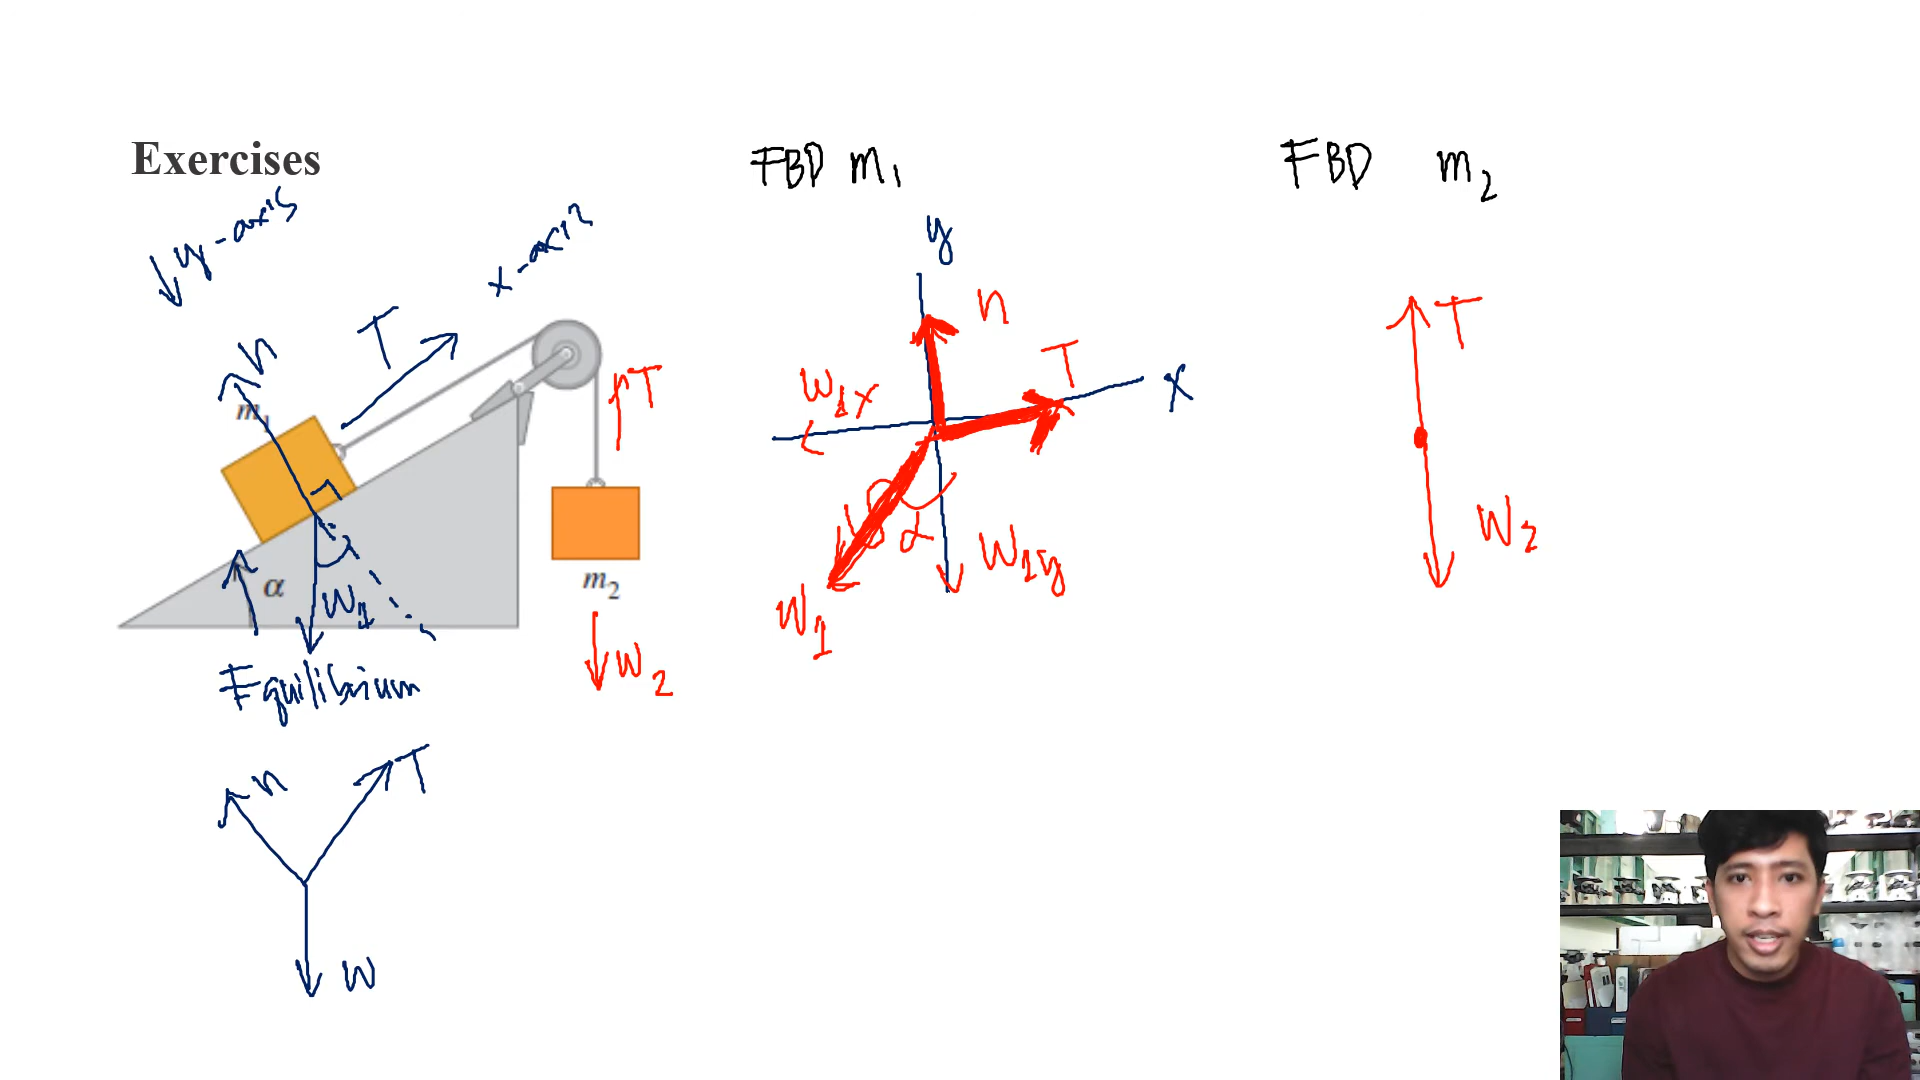 Exercises
FBD m1
FBD m2
y-axis
x-axis
T
n
m1
T
α
W1
m2
W2
Equilibrium
n
T
W
y
n
T
x
W1x
α
W1y
W1
T
W2